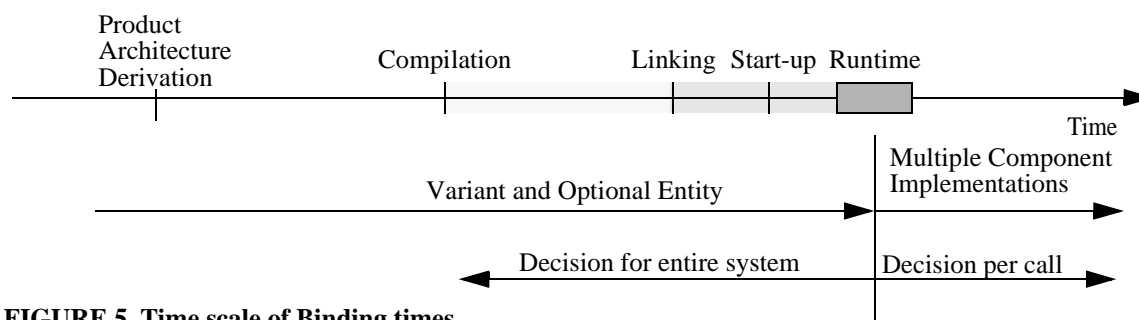 Product
Architecture
Derivation
Compilation
Linking
Start-up
Runtime
Time
Multiple Component
Implementations
Variant and Optional Entity
Decision for entire system
Decision per call
FIGURE 5. Time scale of Binding times